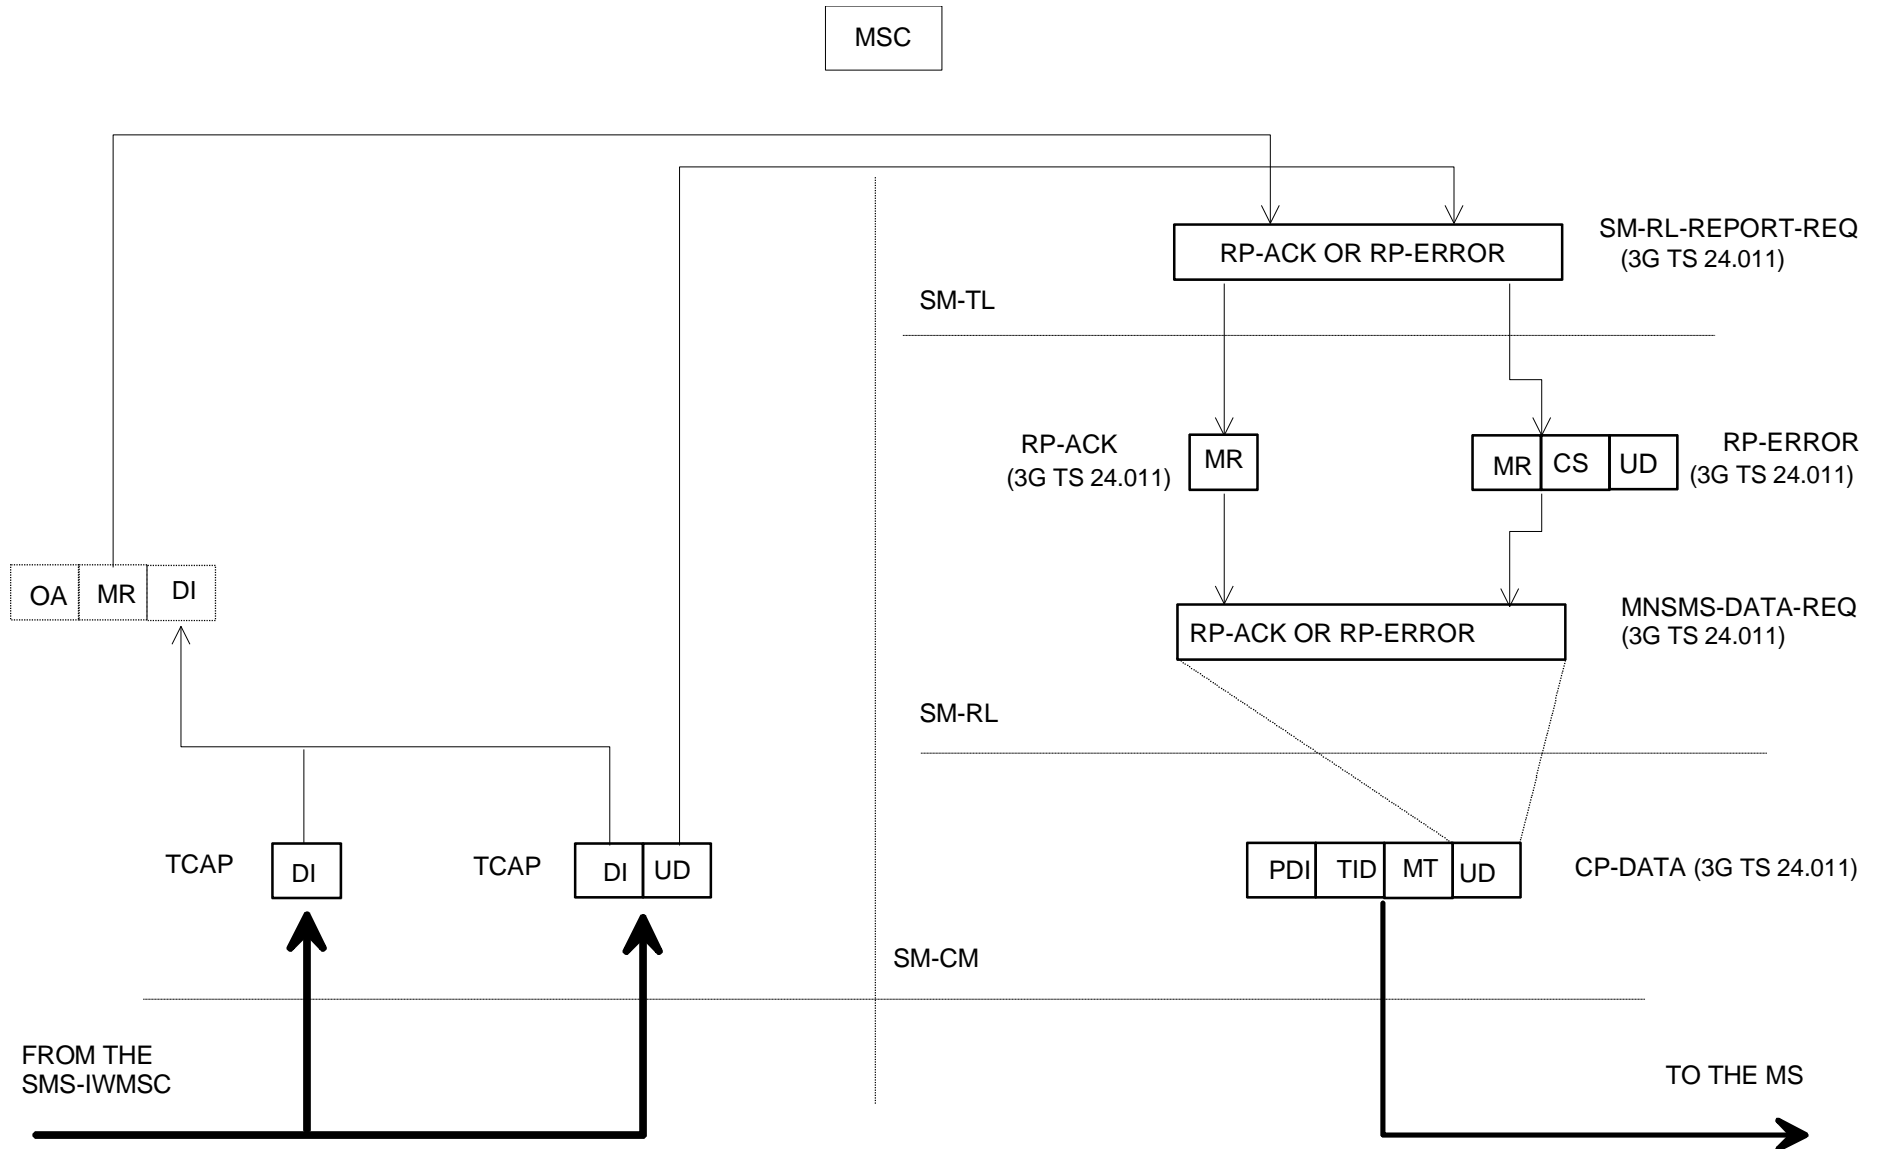 MSC
SM-RL-REPORT-REQ
(3G TS 24.011)
RP-ACK OR RP-ERROR
SM-TL
RP-ACK
(3G TS 24.011)
MR
MR CS UD
RP-ERROR
(3G TS 24.011)
OA MR DI
RP-ACK OR RP-ERROR
MNSMS-DATA-REQ
(3G TS 24.011)
SM-RL
TCAP DI
TCAP DI UD
PDI TID MT UD
CP-DATA (3G TS 24.011)
SM-CM
FROM THE
SMS-IWMSC
TO THE MS